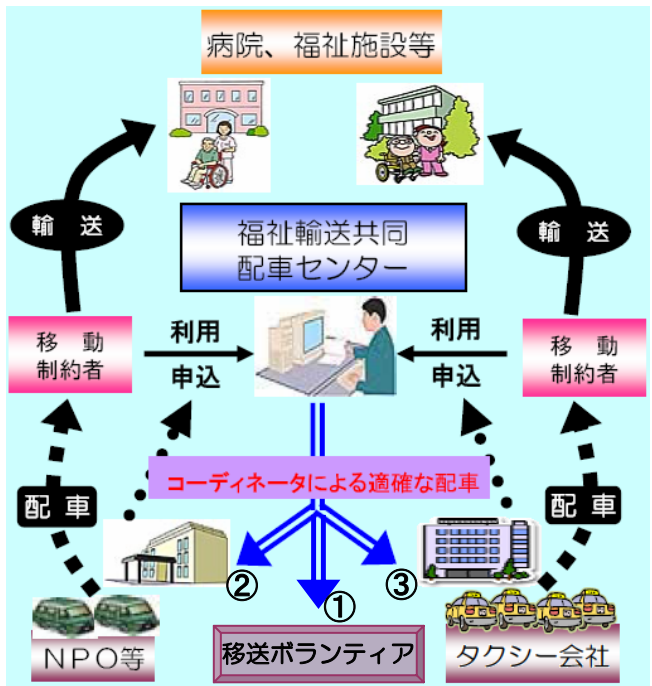 病院、福祉施設等
輸 送
輸 送
福祉輸送共同
配車センター
移 動
制約者
利用
申込
利用
申込
移 動
制約者
コーディネータによる適確な配車
配 車
配 車
②
①
③
NPO等
移送ボランティア
タクシー会社